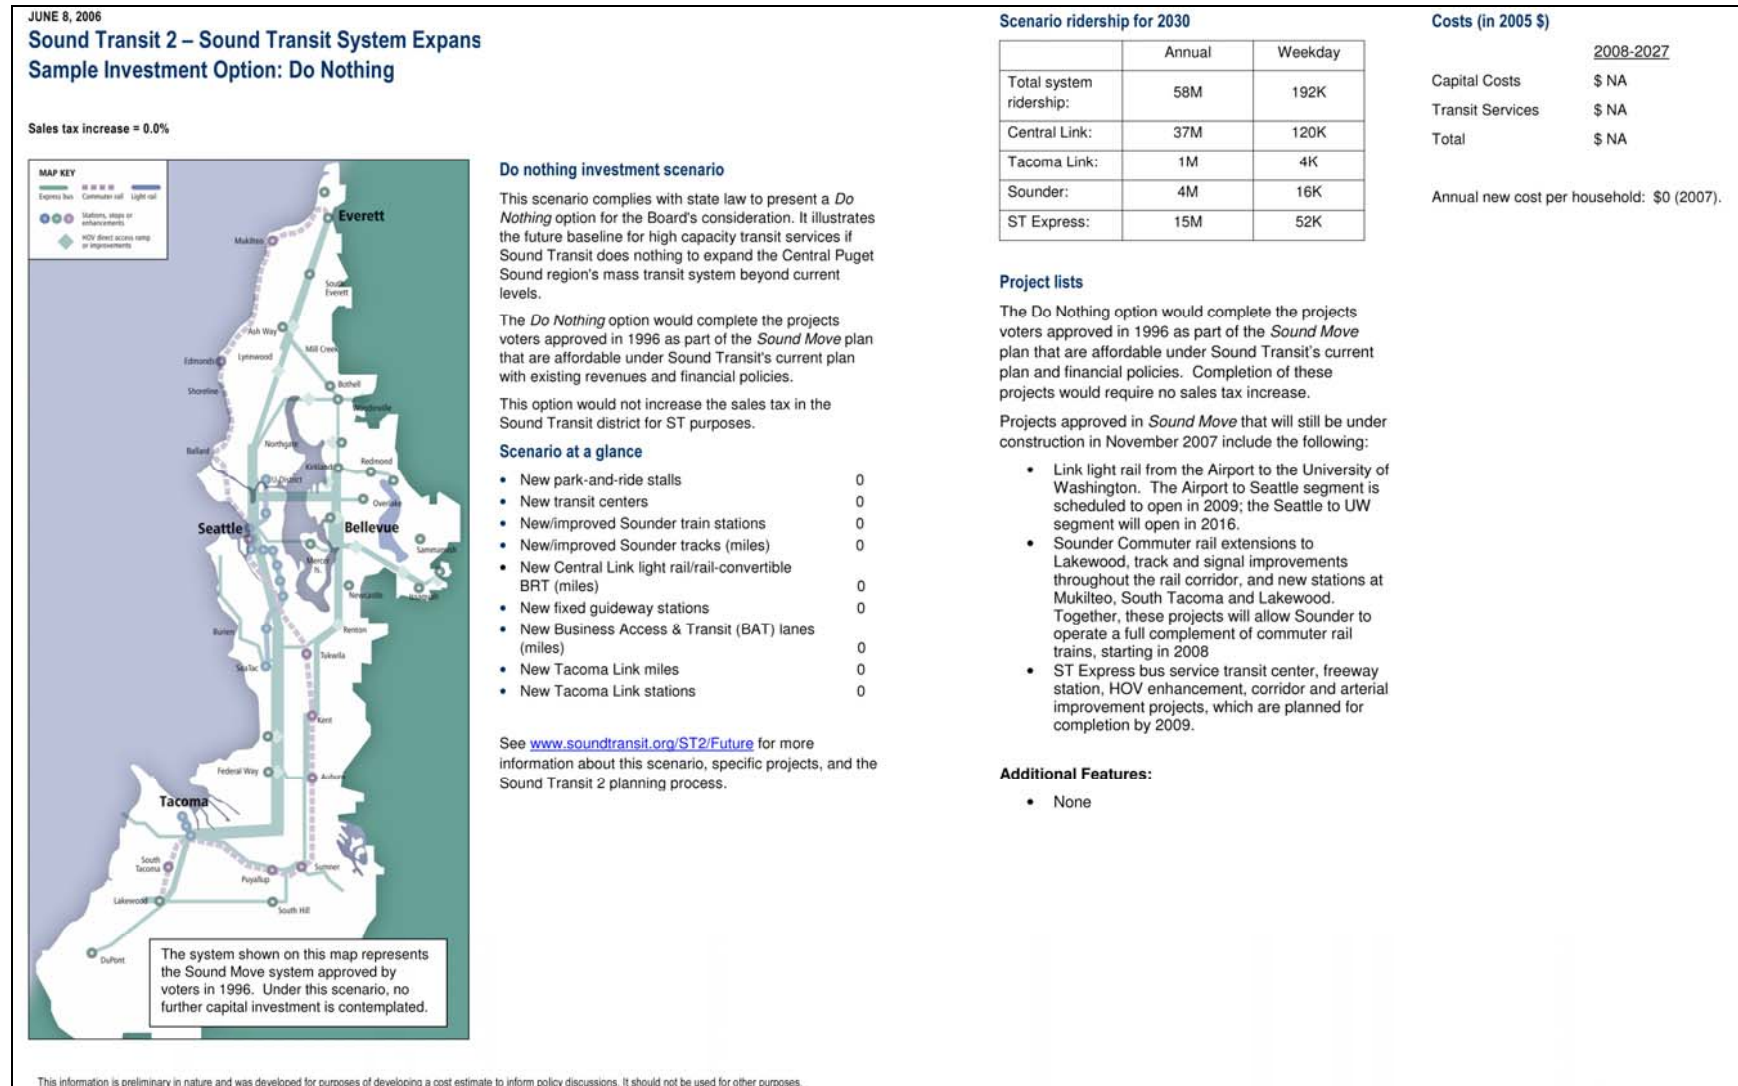 JUNE 8, 2006
Sound Transit 2 – Sound Transit System Expans
Sample Investment Option: Do Nothing
Sales tax increase = 0.0%
MAP KEY
Express bus Commuter rail Light rail
Stations, stops or
enhancements
HOV direct access ramp
or improvements
Everett
Mukilteo
South
Everett
Ash Way
Mill Creek
Lynnwood
Edmonds
Bothell
Shoreline
Woodinville
Northgate
Ballard
Kirkland
Redmond
U-District
Overlake
Seattle
Bellevue
Sammamish
Mercer
Newcastle
Issaquah
Burien
Renton
Tukwila
SeaTac
Kent
Federal Way
Auburn
Tacoma
South
Tacoma
Sumner
Puyallup
Lakewood
South Hill
DuPont
The system shown on this map represents
the Sound Move system approved by
voters in 1996. Under this scenario, no
further capital investment is contemplated.
Do nothing investment scenario
This scenario complies with state law to present a Do
Nothing option for the Board's consideration. It illustrates
the future baseline for high capacity transit services if
Sound Transit does nothing to expand the Central Puget
Sound region's mass transit system beyond current
levels.
The Do Nothing option would complete the projects
voters approved in 1996 as part of the Sound Move plan
that are affordable under Sound Transit's current plan
with existing revenues and financial policies.
This option would not increase the sales tax in the
Sound Transit district for ST purposes.
Scenario at a glance
• New park-and-ride stalls 0
• New transit centers 0
• New/improved Sounder train stations 0
• New/improved Sounder tracks (miles) 0
• New Central Link light rail/rail-convertible
BRT (miles) 0
• New fixed guideway stations 0
• New Business Access & Transit (BAT) lanes
(miles) 0
• New Tacoma Link miles 0
• New Tacoma Link stations 0
See www.soundtransit.org/ST2/Future for more
information about this scenario, specific projects, and the
Sound Transit 2 planning process.
Scenario ridership for 2030
Annual Weekday
Total system
ridership: 58M 192K
Central Link: 37M 120K
Tacoma Link: 1M 4K
Sounder: 4M 16K
ST Express: 15M 52K
Project lists
The Do Nothing option would complete the projects
voters approved in 1996 as part of the Sound Move
plan that are affordable under Sound Transit's current
plan and financial policies. Completion of these
projects would require no sales tax increase.
Projects approved in Sound Move that will still be under
construction in November 2007 include the following:
• Link light rail from the Airport to the University of
Washington. The Airport to Seattle segment is
scheduled to open in 2009; the Seattle to UW
segment will open in 2016.
• Sounder Commuter rail extensions to
Lakewood, track and signal improvements
throughout the rail corridor, and new stations at
Mukilteo, South Tacoma and Lakewood.
Together, these projects will allow Sounder to
operate a full complement of commuter rail
trains, starting in 2008
• ST Express bus service transit center, freeway
station, HOV enhancement, corridor and arterial
improvement projects, which are planned for
completion by 2009.
Additional Features:
• None
Costs (in 2005 $)
2008-2027
Capital Costs $ NA
Transit Services $ NA
Total $ NA
Annual new cost per household: $0 (2007).
This information is preliminary in nature and was developed for purposes of developing a cost estimate to inform policy discussions. It should not be used for other purposes.